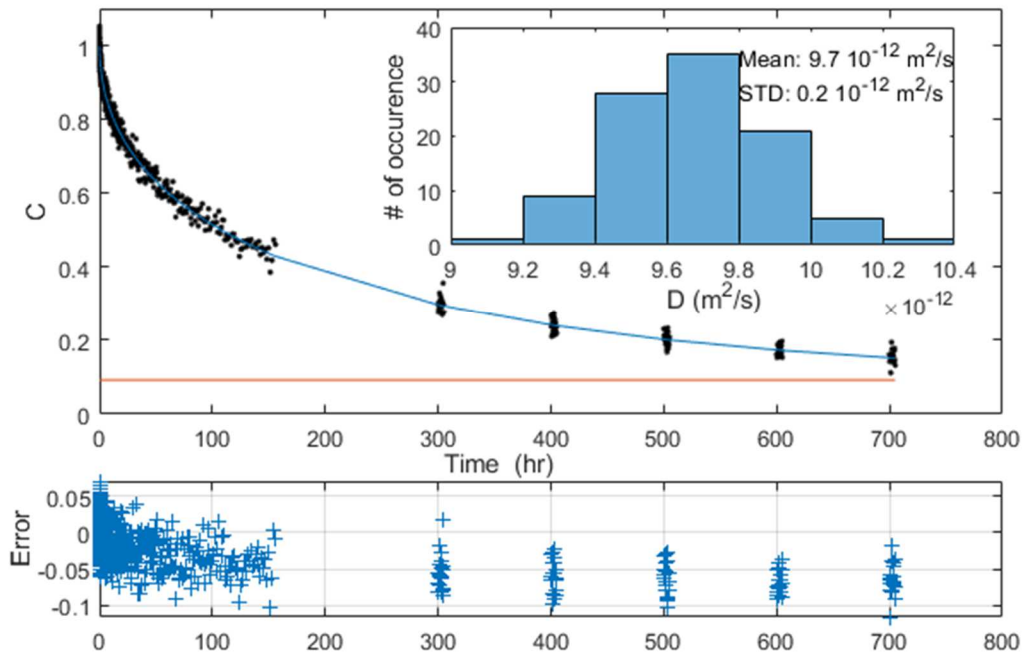 1
0.8
0.6
0.4
0.2
0
C
0 100 200 300 400 500 600 700 800
Time (hr)
40
30
20
10
0
# of occurence
Mean: 9.7 10⁻¹² m²/s
STD: 0.2 10⁻¹² m²/s
9 9.2 9.4 9.6 9.8 10 10.2 10.4
D (m²/s)
× 10⁻¹²
0.05
0
-0.05
-0.1
Error
0 100 200 300 400 500 600 700 800